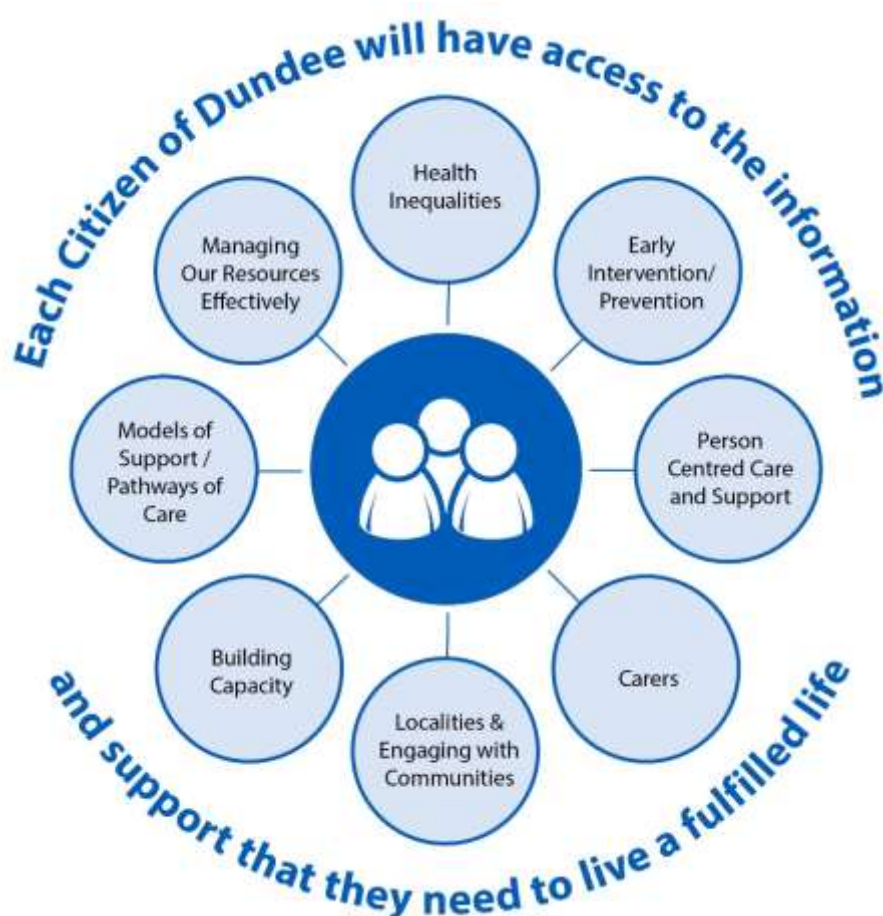 Each Citizen of Dundee will have access to the information
Health
Inequalities
Early
Intervention/
Prevention
Person
Centred Care
and Support
Carers
Localities &
Engaging with
Communities
Building
Capacity
Models of
Support /
Pathways of
Care
Managing
Our Resources
Effectively
and support that they need to live a fulfilled life